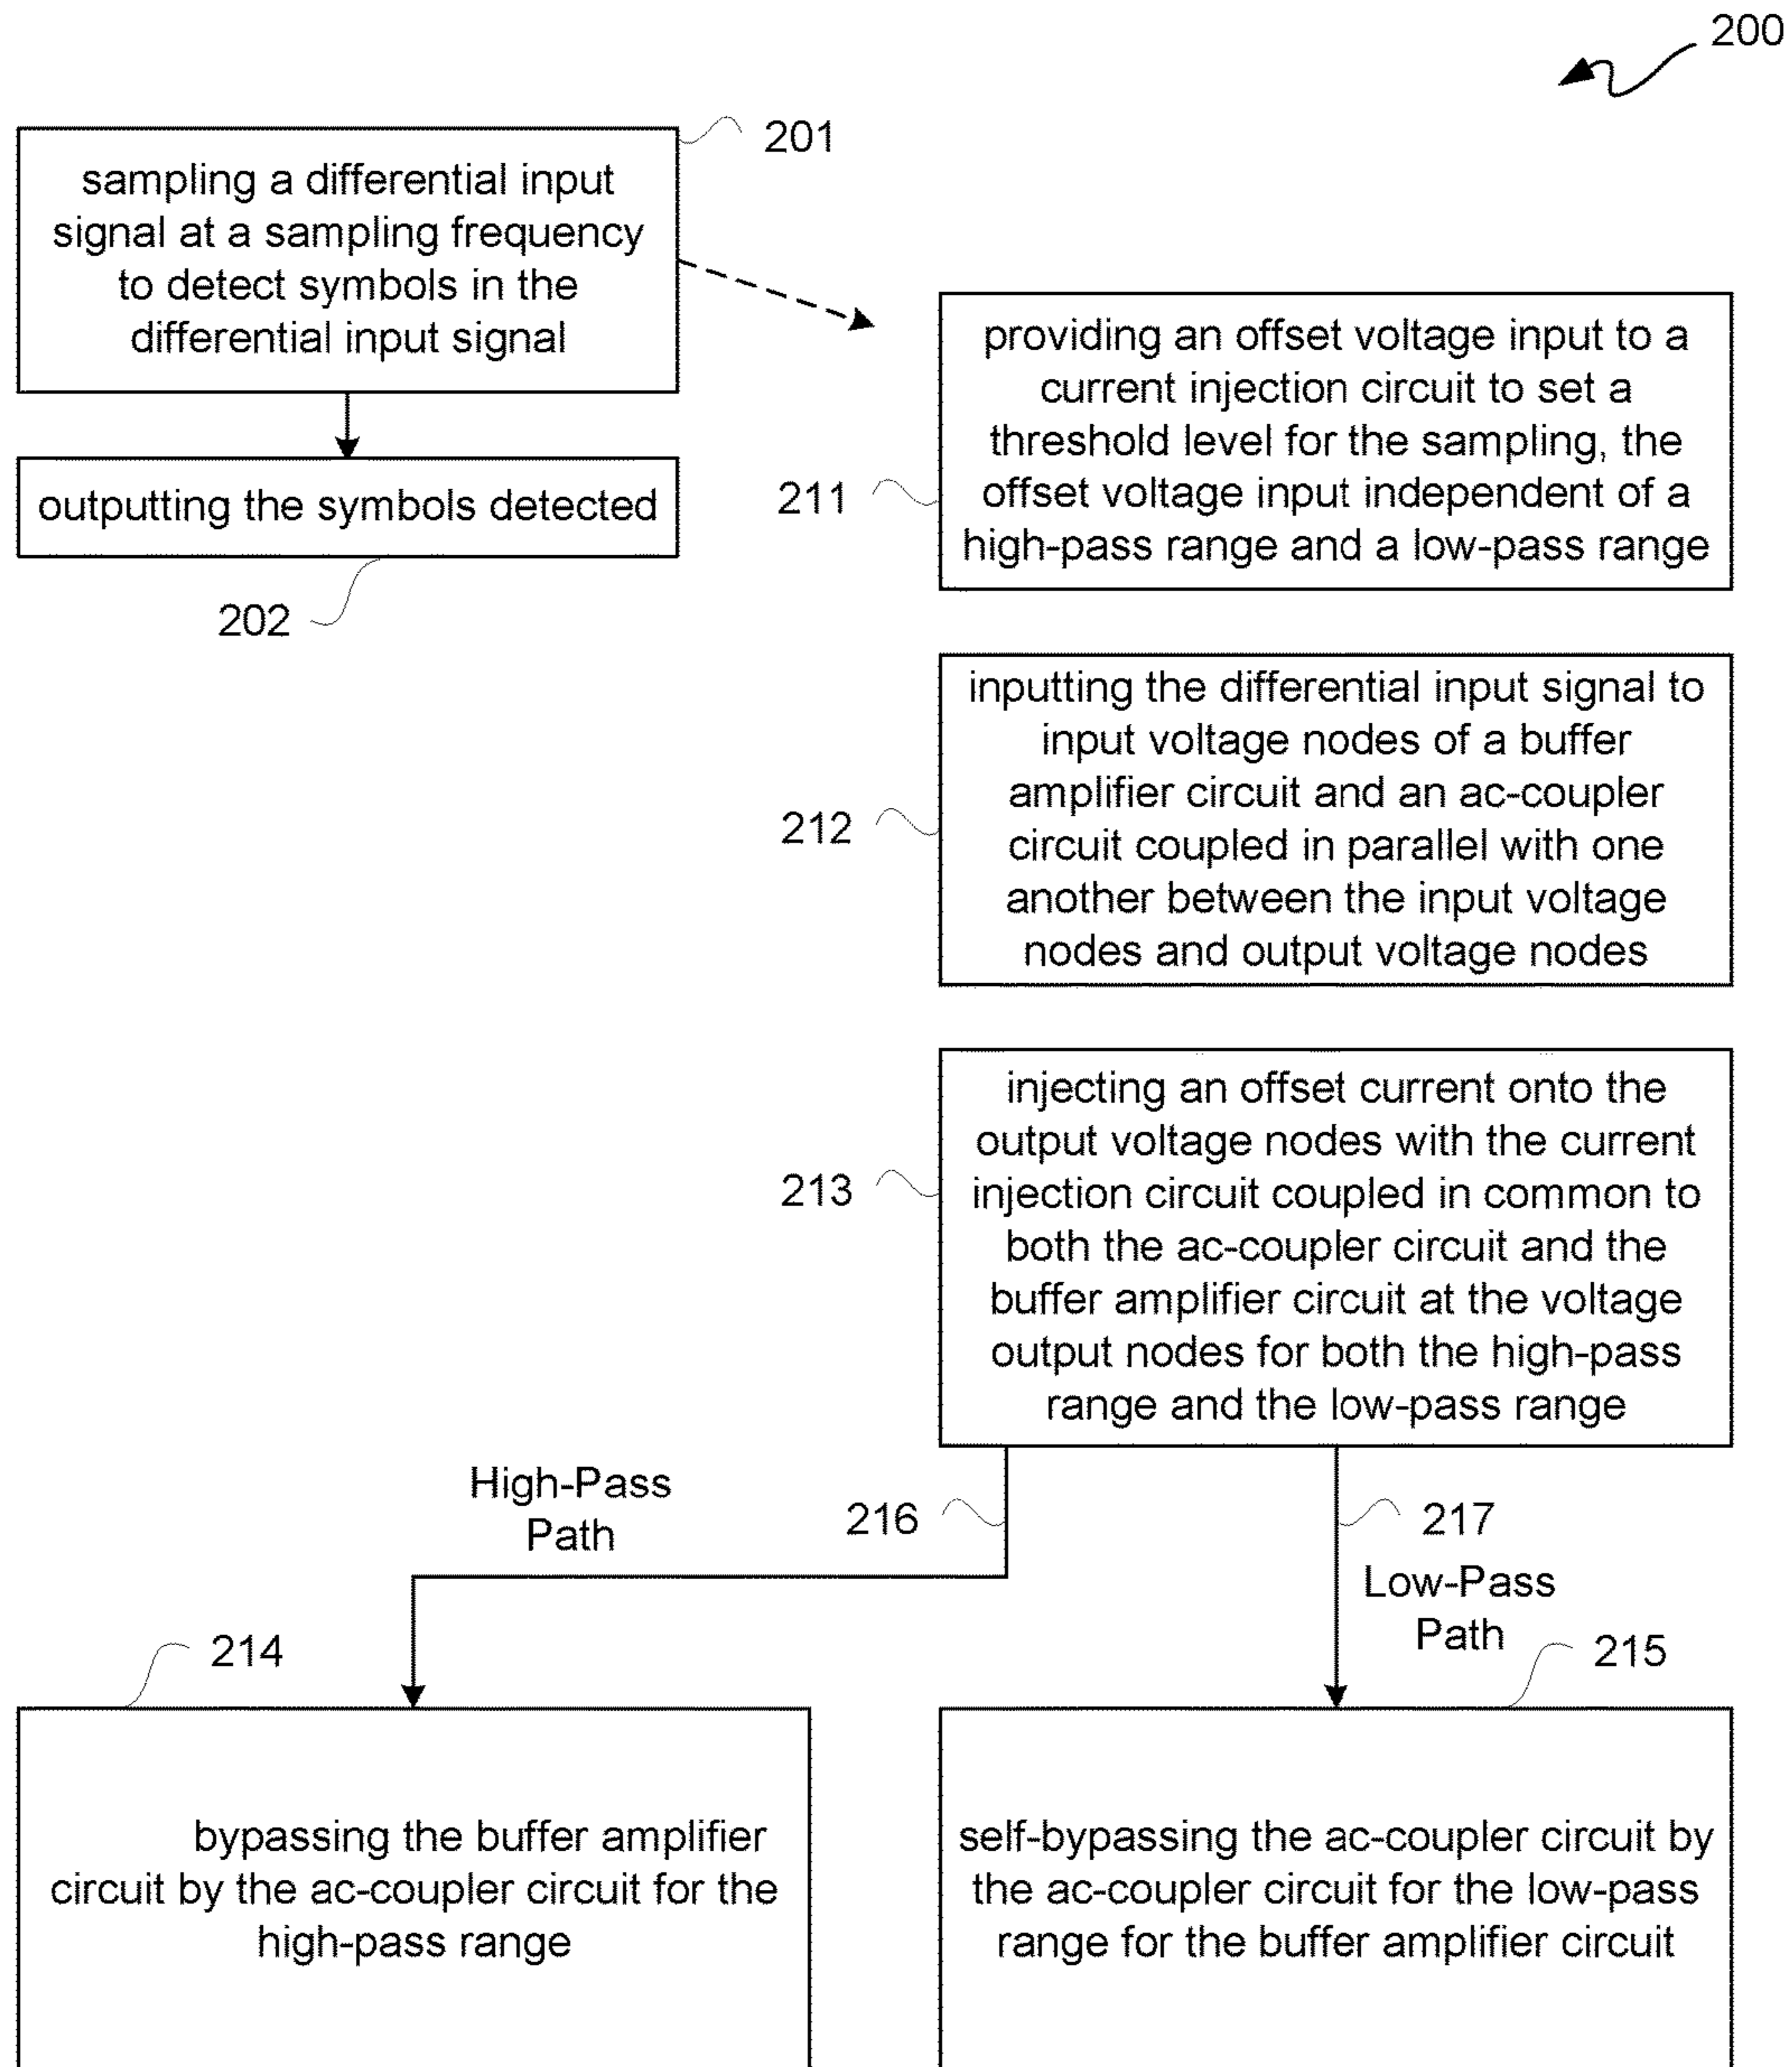 200
201
sampling a differential input
signal at a sampling frequency
to detect symbols in the
differential input signal
outputting the symbols detected
202
211
providing an offset voltage input to a
current injection circuit to set a
threshold level for the sampling, the
offset voltage input independent of a
high-pass range and a low-pass range
212
inputting the differential input signal to
input voltage nodes of a buffer
amplifier circuit and an ac-coupler
circuit coupled in parallel with one
another between the input voltage
nodes and output voltage nodes
213
injecting an offset current onto the
output voltage nodes with the current
injection circuit coupled in common to
both the ac-coupler circuit and the
buffer amplifier circuit at the voltage
output nodes for both the high-pass
range and the low-pass range
High-Pass
Path
216
217
Low-Pass
Path
214
215
bypassing the buffer amplifier
circuit by the ac-coupler circuit for the
high-pass range
self-bypassing the ac-coupler circuit by
the ac-coupler circuit for the low-pass
range for the buffer amplifier circuit